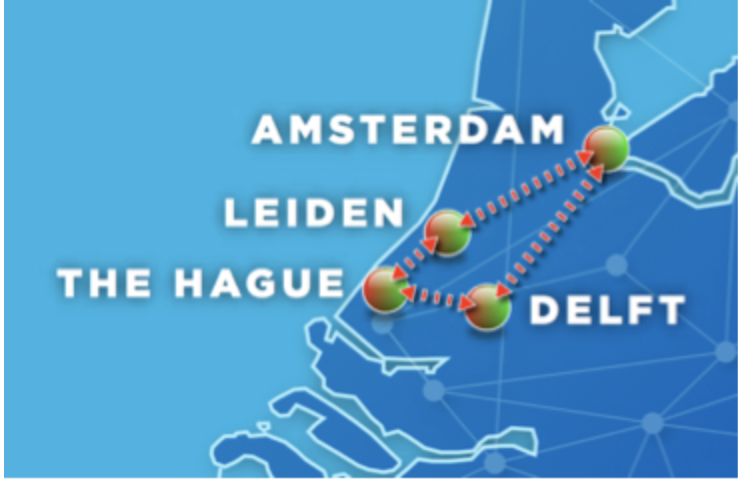 AMSTERDAM
LEIDEN
THE HAGUE
DELFT